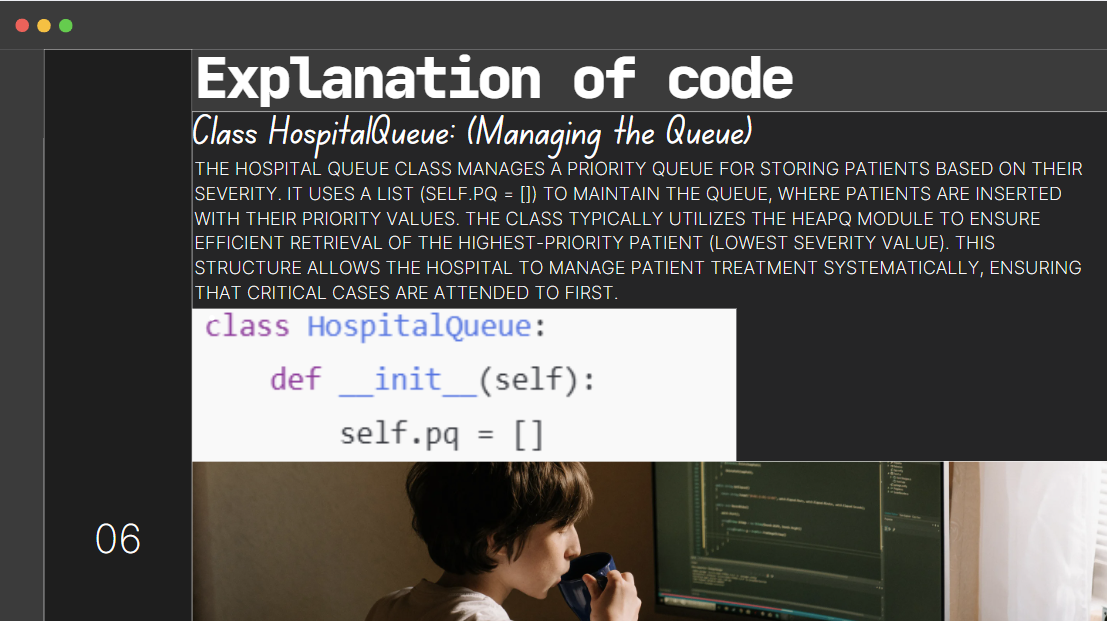 Explanation of code
Class HospitalQueue: (Managing the Queue)
THE HOSPITAL QUEUE CLASS MANAGES A PRIORITY QUEUE FOR STORING PATIENTS BASED ON THEIR
SEVERITY. IT USES A LIST (SELF.PQ = []) TO MAINTAIN THE QUEUE, WHERE PATIENTS ARE INSERTED
WITH THEIR PRIORITY VALUES. THE CLASS TYPICALLY UTILIZES THE HEAPQ MODULE TO ENSURE
EFFICIENT RETRIEVAL OF THE HIGHEST-PRIORITY PATIENT (LOWEST SEVERITY VALUE). THIS
STRUCTURE ALLOWS THE HOSPITAL TO MANAGE PATIENT TREATMENT SYSTEMATICALLY, ENSURING
THAT CRITICAL CASES ARE ATTENDED TO FIRST.
class HospitalQueue:
def __init__(self):
self.pq = []
06